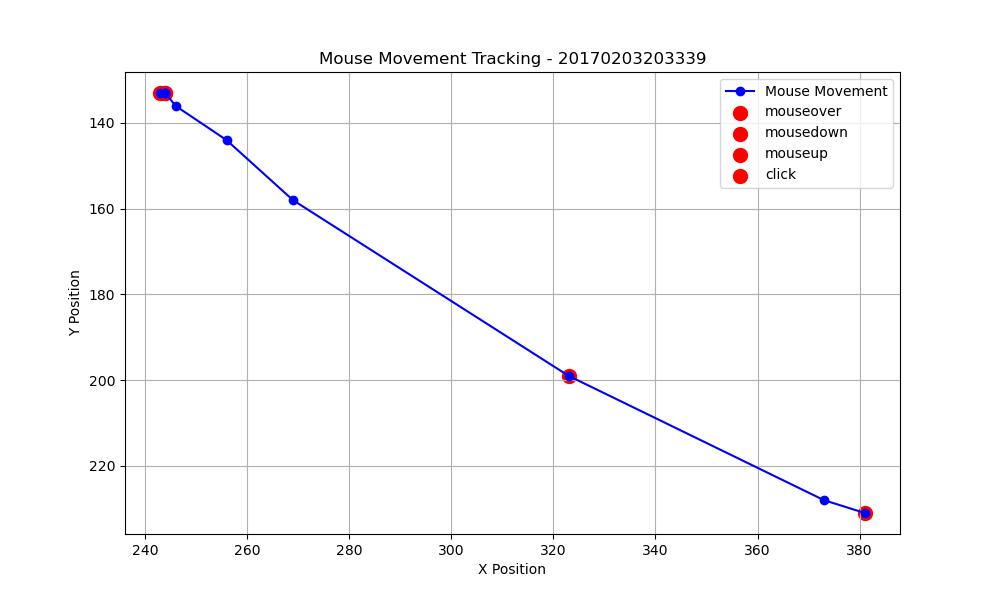 Mouse Movement Tracking - 20170203203339
Mouse Movement
mouseover
mousedown
mouseup
click
140
160
180
200
220
Y Position
240
260
280
300
320
340
360
380
X Position